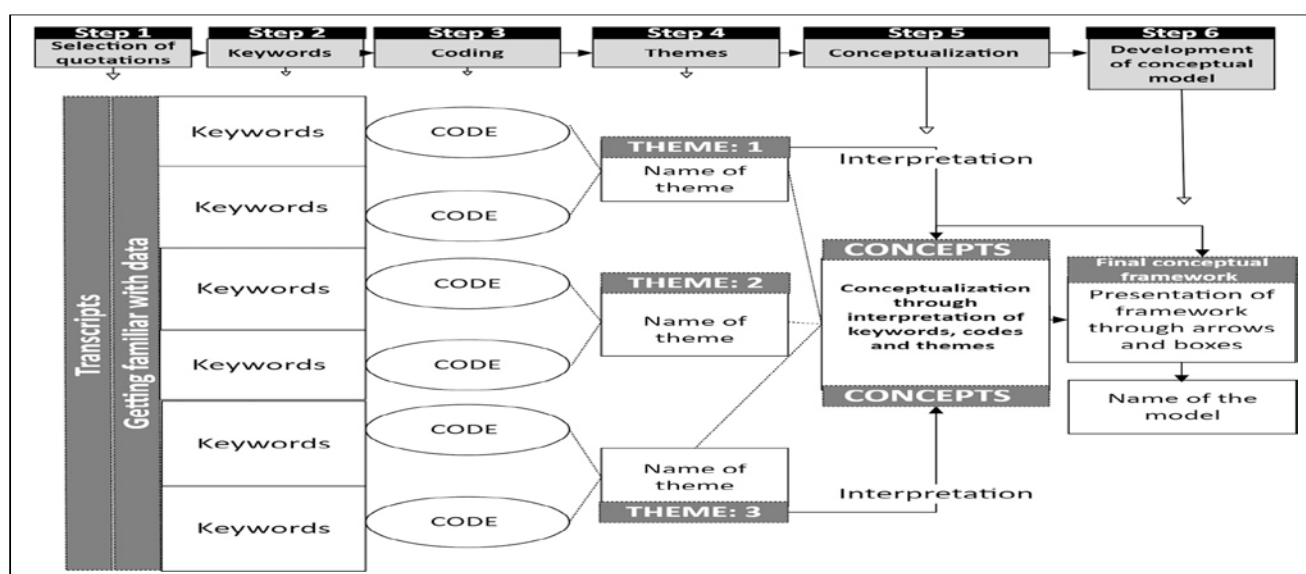 Step 1
Selection of
quotations
Step 2
Keywords
Step 3
Coding
Step 4
Themes
Step 5
Conceptualization
Step 6
Development
of conceptual
model
Transcripts
Getting familiar with data
Keywords
Keywords
Keywords
Keywords
Keywords
Keywords
CODE
CODE
CODE
CODE
CODE
CODE
THEME: 1
Name of
theme
THEME: 2
Name of
theme
Name of
theme
THEME: 3
Interpretation
CONCEPTS
Conceptualization
through
interpretation of
keywords, codes
and themes
CONCEPTS
Interpretation
Final conceptual
framework
Presentation of
framework
through arrows
and boxes
Name of the
model